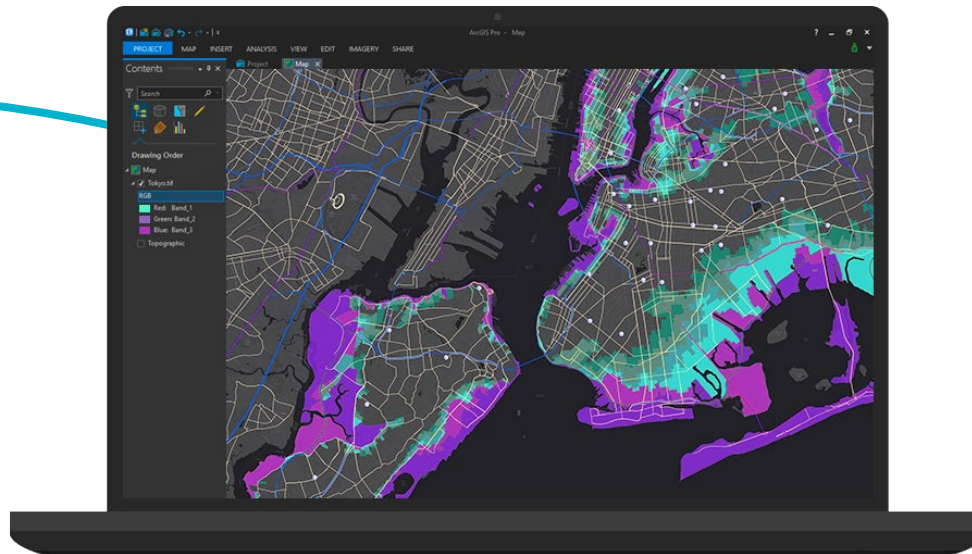 ArcGIS Pro - Map
PROJECT MAP INSERT ANALYSIS VIEW EDIT IMAGERY SHARE
Contents
Project Map
Search
Drawing Order
Map
Tokyo.tif
RGB
Red: Band_1
Green: Band_2
Blue: Band_3
Topographic